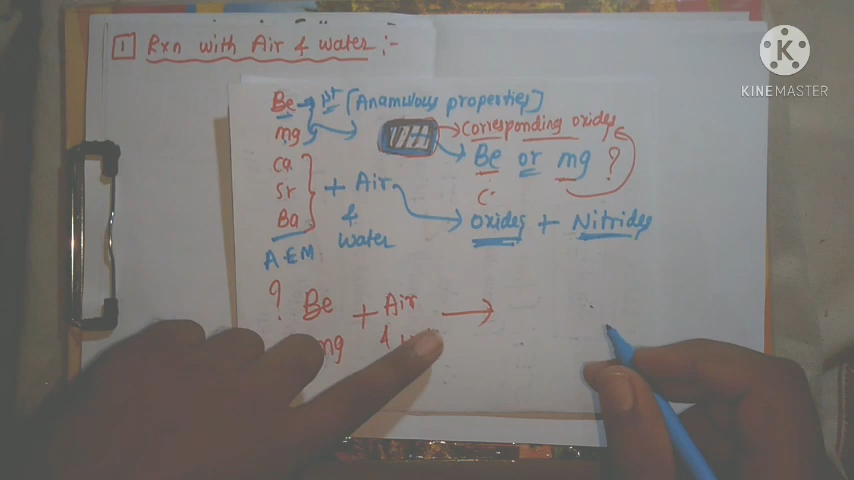 1 Rxn with Air & water :-
KINEMASTER
Be → 1st [Anamulous properties]
mg → Corresponding oxides
Be or mg ?
Ca
Sr + Air → oxides + Nitrides
Ba &
AEM water
? Be + Air →
mg &